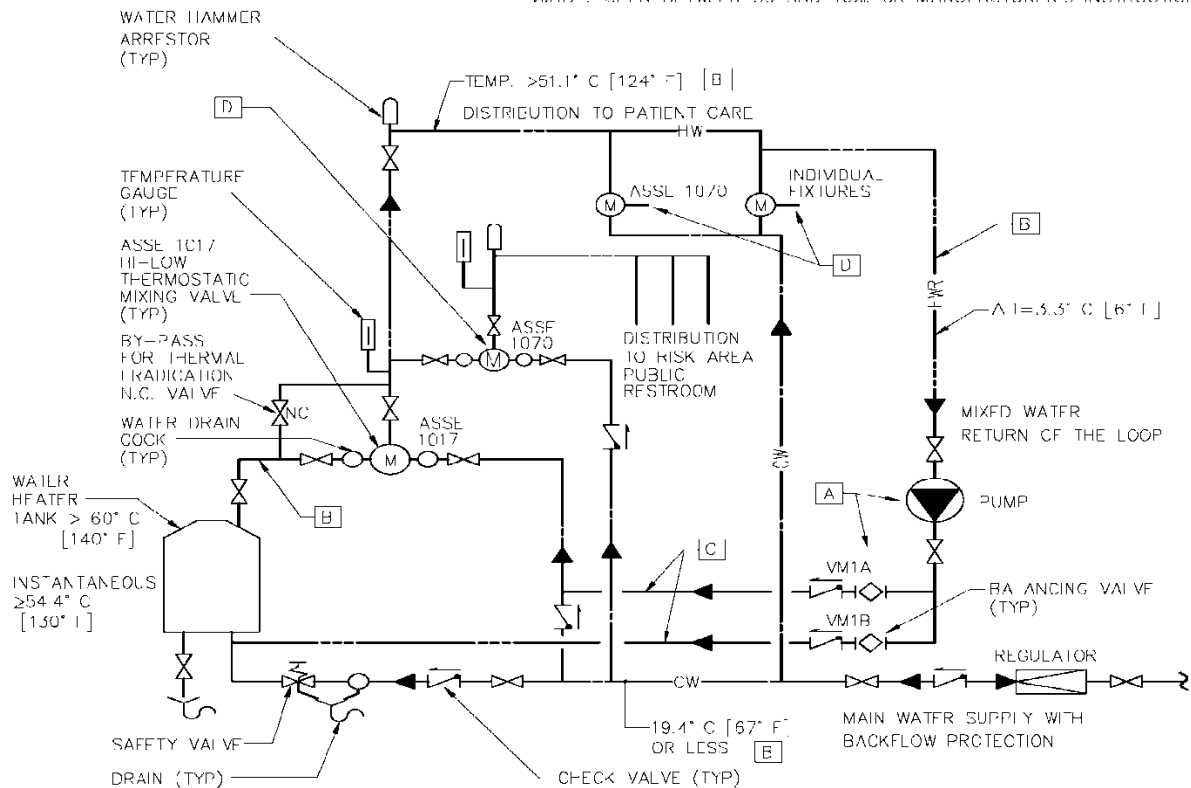 WATER HAMMER
ARRESTOR
(TYP)
D
TEMP. >51.1° C [124° F] [B]
DISTRIBUTION TO PATIENT CARE
HW
TEMPERATURE
GAUGE
(TYP)
M
ASSE 1070
M
INDIVIDUAL
FIXTURES
B
D
ASSE 1017
HI-LOW
THERMOSTATIC
MIXING VALVE
(TYP)
HWR
Δ T=3.3° C [6° F]
ASSE
1070
M
DISTRIBUTION
TO RISK AREA
PUBLIC
RESTROOM
BY-PASS
FOR THERMAL
ERADICATION
N.C. VALVE
NC
MIXED WATER
RETURN OF THE LOOP
WATER DRAIN
COCK
(TYP)
ASSE
1017
M
CW
WATER
HEATER
TANK > 60° C
[140° F]
B
A
PUMP
INSTANTANEOUS
≥54.4° C
[130° F]
C
VM1A
VM1B
BALANCING VALVE
(TYP)
REGULATOR
CW
19.4° C [67° F]
OR LESS B
MAIN WATER SUPPLY WITH
BACKFLOW PROTECTION
SAFETY VALVE
DRAIN (TYP)
CHECK VALVE (TYP)